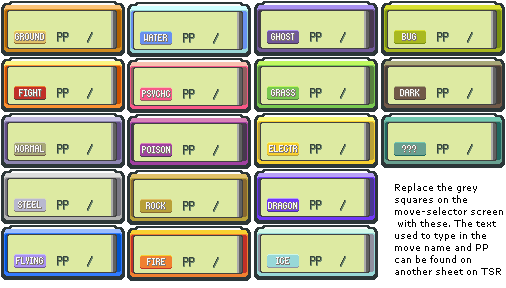 GROUND PP /
WATER PP /
GHOST PP /
BUG PP /
FIGHT PP /
PSYCHC PP /
GRASS PP /
DARK PP /
NORMAL PP /
POISON PP /
ELECTR PP /
??? PP /
STEEL PP /
ROCK PP /
DRAGON PP /
FLYING PP /
FIRE PP /
ICE PP /
Replace the grey
squares on the
move-selector screen
with these. The text
used to type in the
move name and PP
can be found on
another sheet on TSR